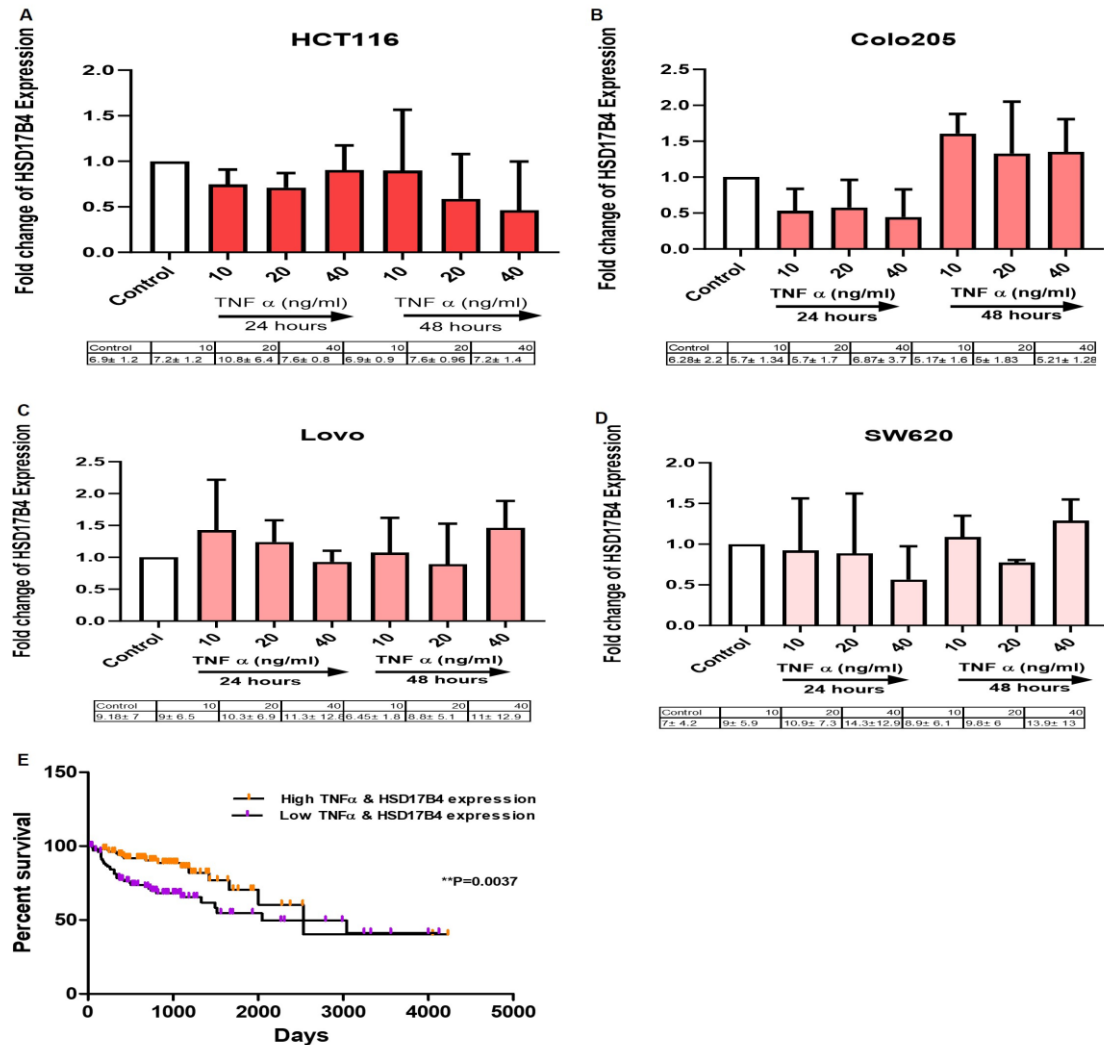 A
HCT116
Fold change of HSD17B4 Expression
2.0
1.5
1.0
0.5
0.0
Control
10
20
40
10
20
40
TNF α (ng/ml)
24 hours
48 hours
Control 10 20 40 10 20 40
6.9± 1.2 7.2± 1.2 10.8± 6.4 7.6± 0.8 6.9± 0.9 7.6± 0.96 7.2± 1.4
B
Colo205
Fold change of HSD17B4 Expression
2.5
2.0
1.5
1.0
0.5
0.0
Control
10
20
40
10
20
40
TNF α (ng/ml)
TNF α (ng/ml)
24 hours
48 hours
Control 10 20 40 10 20 40
6.28± 2.2 5.7± 1.34 5.7± 1.7 6.87± 3.7 5.17± 1.6 5± 1.83 5.21± 1.28
C
Lovo
Fold change of HSD17B4 Expression
2.5
2.0
1.5
1.0
0.5
0.0
Control
10
20
40
10
20
40
TNF α (ng/ml)
TNF α (ng/ml)
24 hours
48 hours
Control 10 20 40 10 20 40
9.18± 7 9± 6.5 10.3± 6.9 11.3± 12.8 6.45± 1.8 8.8± 5.1 11± 12.9
D
SW620
Fold change of HSD17B4 Expression
2.0
1.5
1.0
0.5
0.0
Control
10
20
40
10
20
40
TNF α (ng/ml)
TNF α (ng/ml)
24 hours
48 hours
Control 10 20 40 10 20 40
7± 4.2 9± 5.9 10.9± 7.3 14.3±12.9 8.9± 6.1 9.8± 6 13.9± 13
E
Percent survival
150
100
50
0
High TNFα & HSD17B4 expression
Low TNFα & HSD17B4 expression
**P=0.0037
0 1000 2000 3000 4000 5000
Days